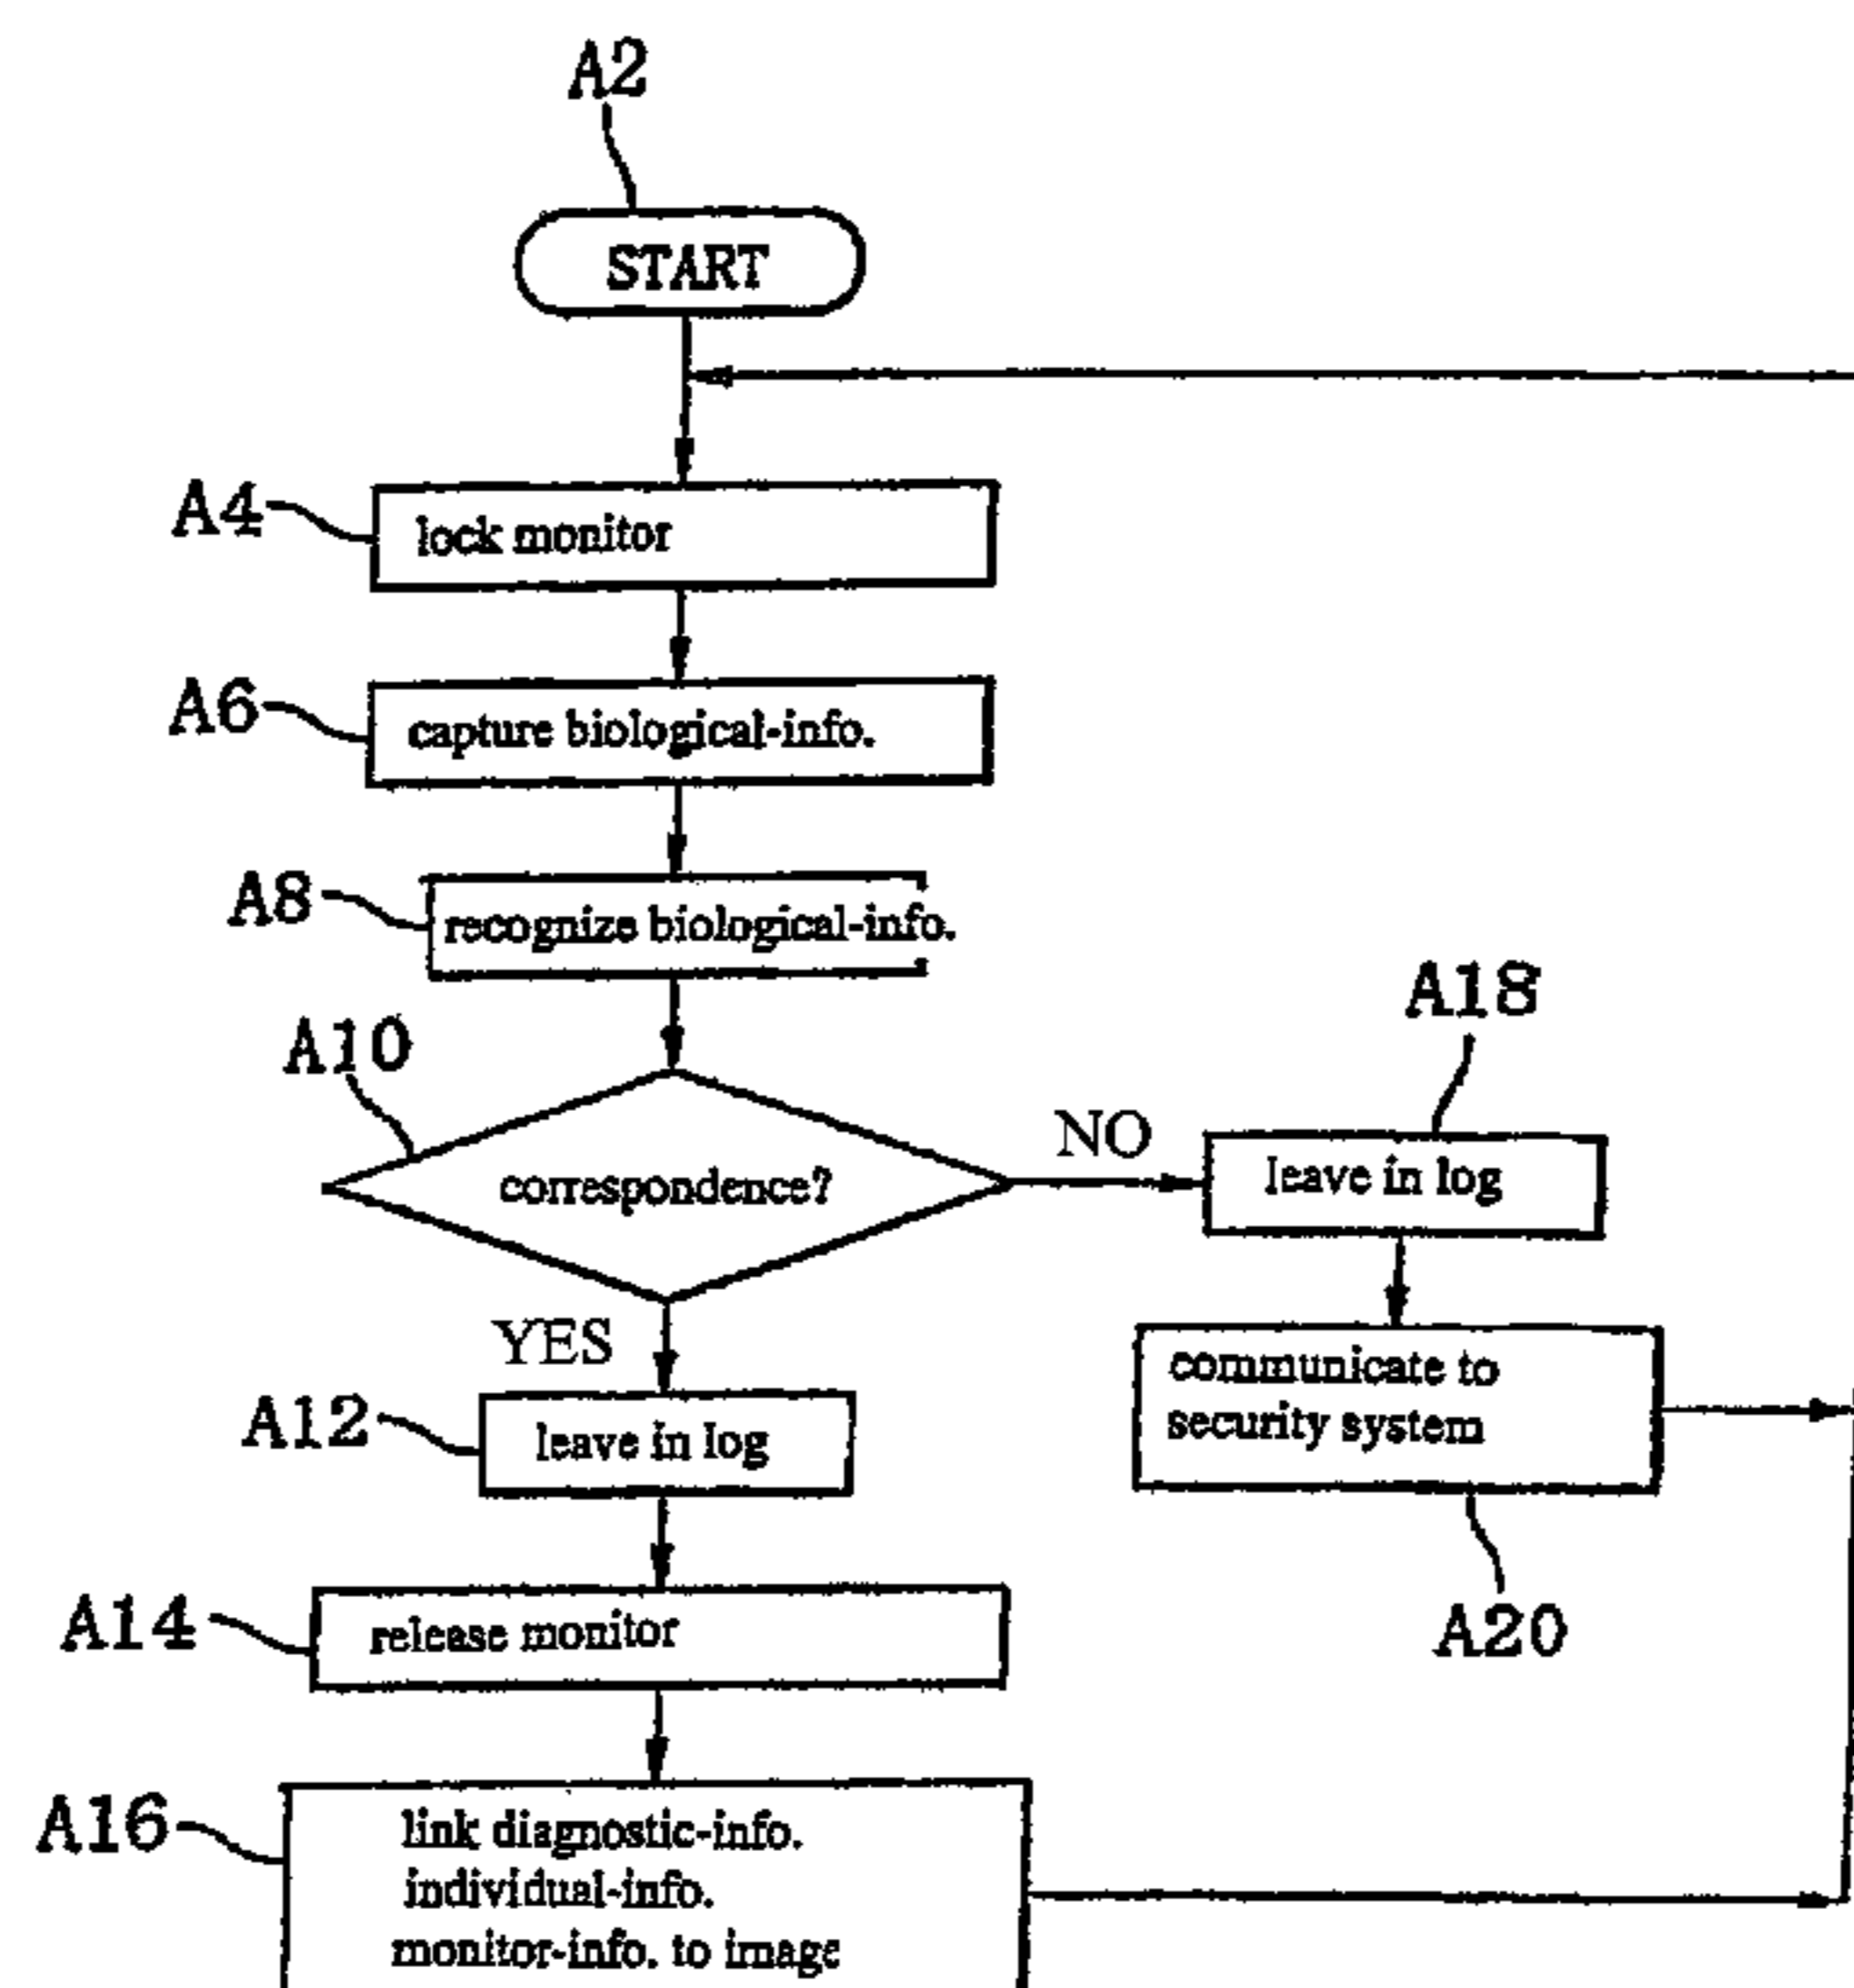 A2
START
A4
lock monitor
A6
capture biological-info.
A8
recognize biological-info.
A10
correspondence?
NO
A18
leave in log
YES
communicate to
security system
A12
leave in log
A14
release monitor
A20
A16
link diagnostic-info.
individual-info.
monitor-info. to image